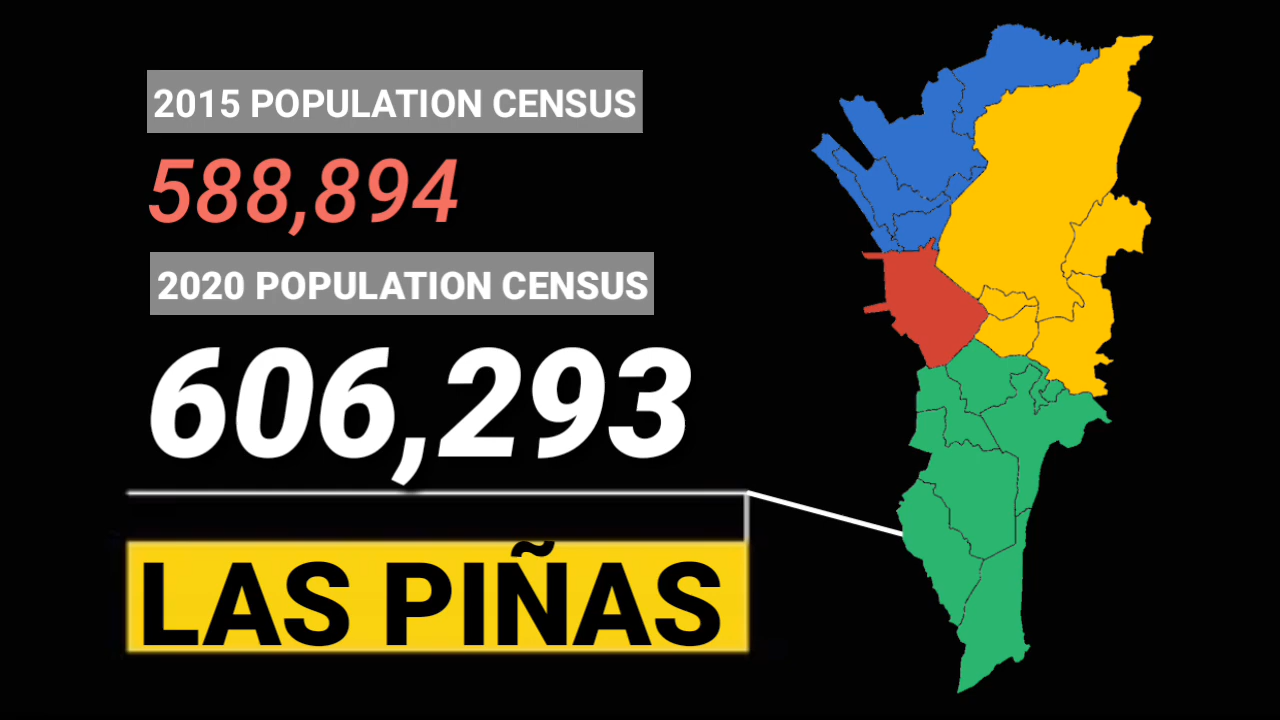 2015 POPULATION CENSUS
588,894
2020 POPULATION CENSUS
606,293
LAS PIÑAS